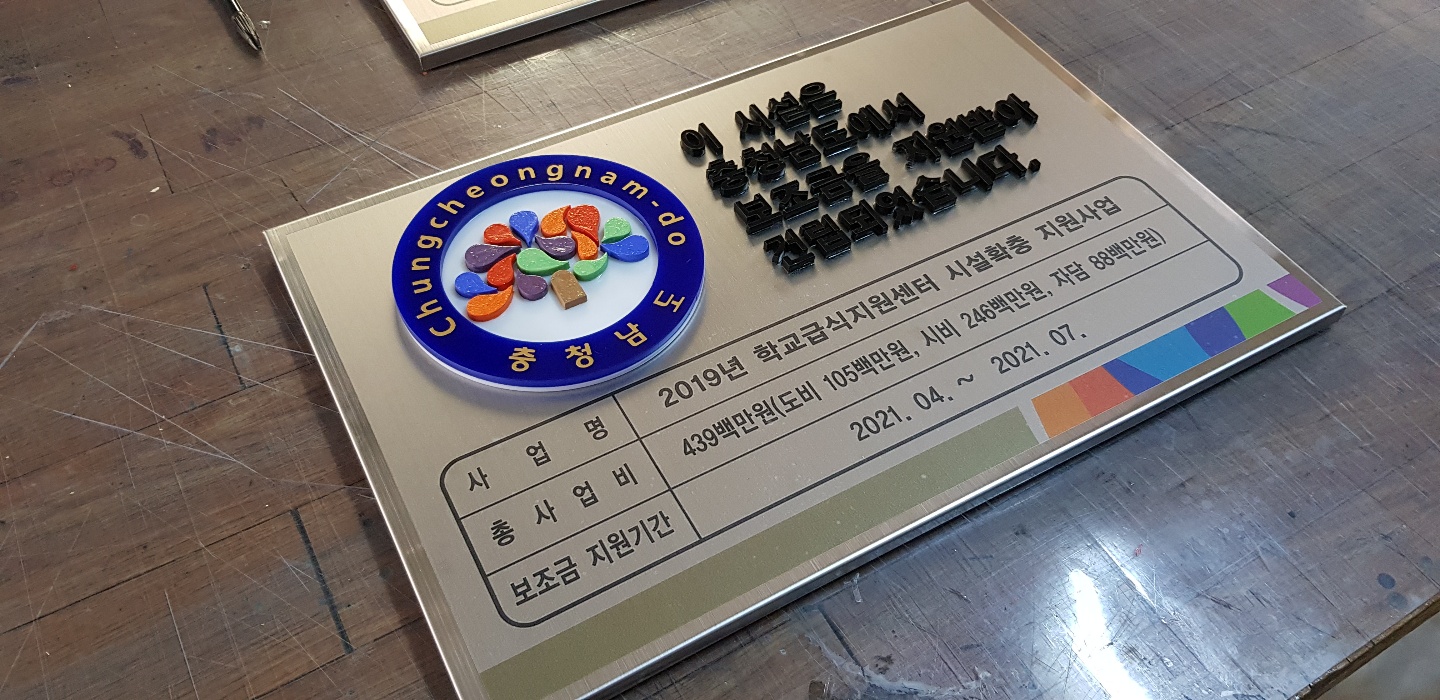 Chungcheongnam-do
충청남도
이 시설은
충청남도에서
보조금을 지원받아
건립되었습니다.
사업명 2019년 학교급식지원센터 시설확충 지원사업
총사업비 439백만원(도비 105백만원, 시비 246백만원, 자담 88백만원)
보조금 지원기간 2021. 04. ~ 2021. 07.